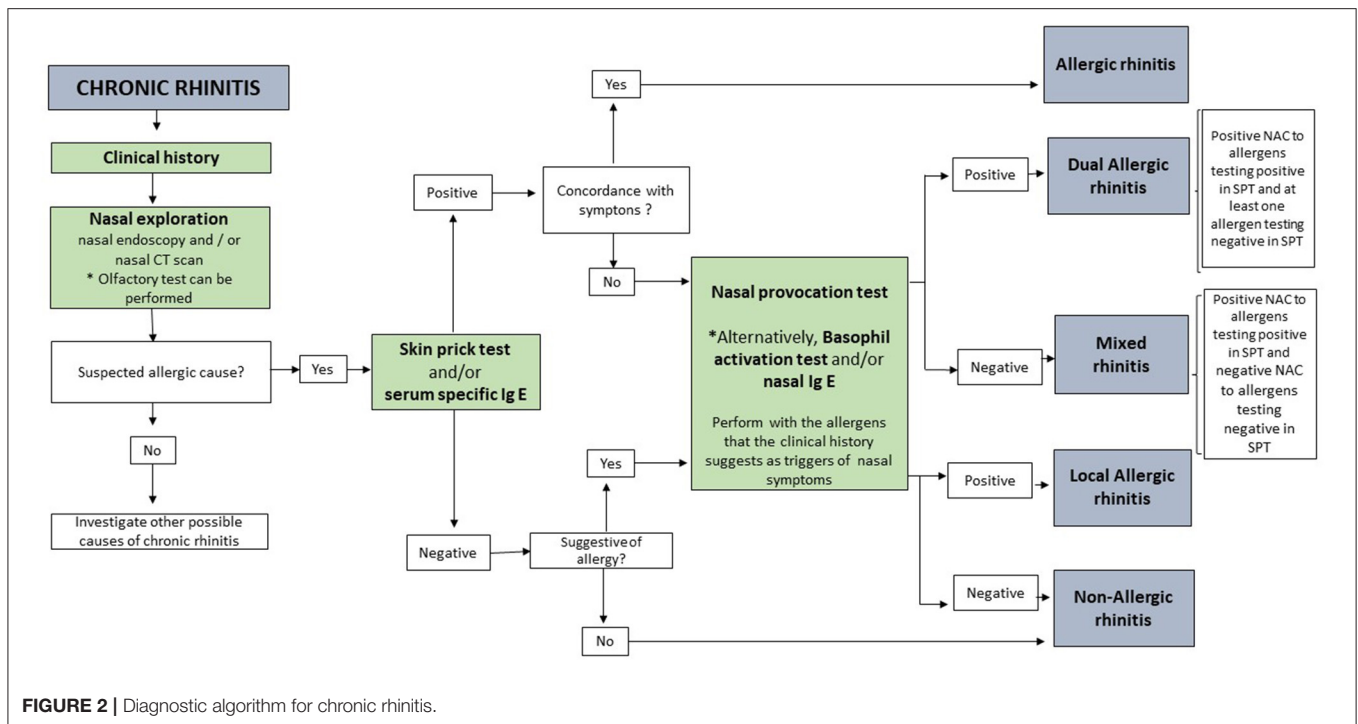 CHRONIC RHINITIS
Clinical history
Nasal exploration
nasal endoscopy and / or
nasal CT scan
* Olfactory test can be
performed
Suspected allergic cause?
Yes
No
Investigate other possible
causes of chronic rhinitis
Skin prick test
and/or
serum specific Ig E
Positive
Concordance with
symptons ?
Yes
No
Negative
Suggestive of
allergy?
Yes
No
Nasal provocation test
*Alternatively, Basophil
activation test and/or
nasal Ig E
Perform with the allergens
that the clinical history
suggests as triggers of nasal
symptoms
Allergic rhinitis
Positive
Dual Allergic
rhinitis
Positive NAC to
allergens
testing positive
in SPT and at
least one
allergen testing
negative in SPT
Negative
Mixed
rhinitis
Positive NAC to
allergens
testing positive
in SPT and
negative NAC
to allergens
testing
negative in
SPT
Positive
Local Allergic
rhinitis
Negative
Non-Allergic
rhinitis
FIGURE 2 | Diagnostic algorithm for chronic rhinitis.